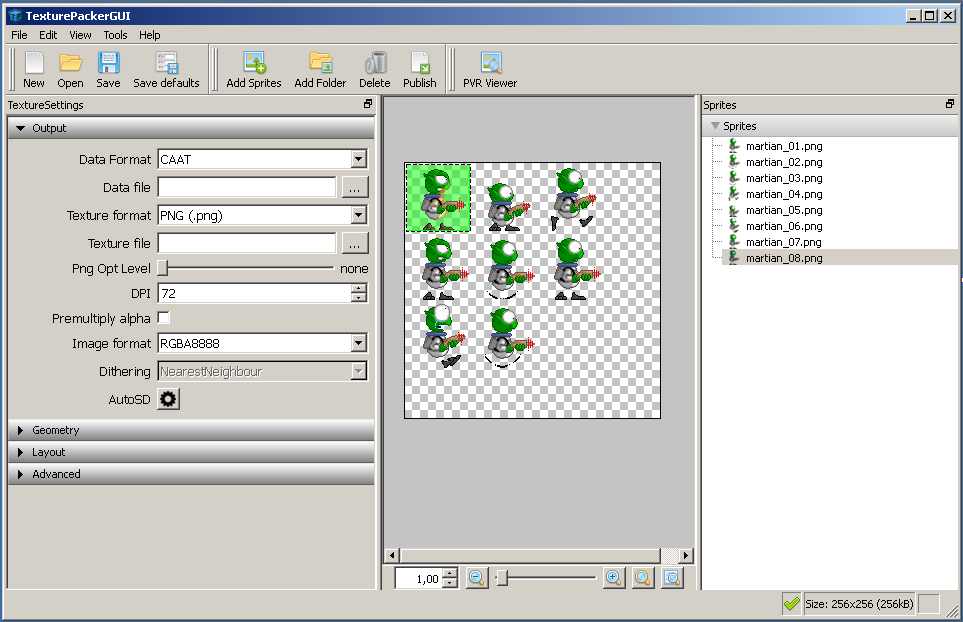 TexturePackerGUI
File Edit View Tools Help
New Open Save Save defaults Add Sprites Add Folder Delete Publish PVR Viewer
TextureSettings
Output
Data Format CAAT
Data file ...
Texture format PNG (.png)
Texture file ...
Png Opt Level none
DPI 72
Premultiply alpha
Image format RGBA8888
Dithering NearestNeighbour
AutoSD
Geometry
Layout
Advanced
1,00
Sprites
Sprites
martian_01.png
martian_02.png
martian_03.png
martian_04.png
martian_05.png
martian_06.png
martian_07.png
martian_08.png
Size: 256x256 (256kB)